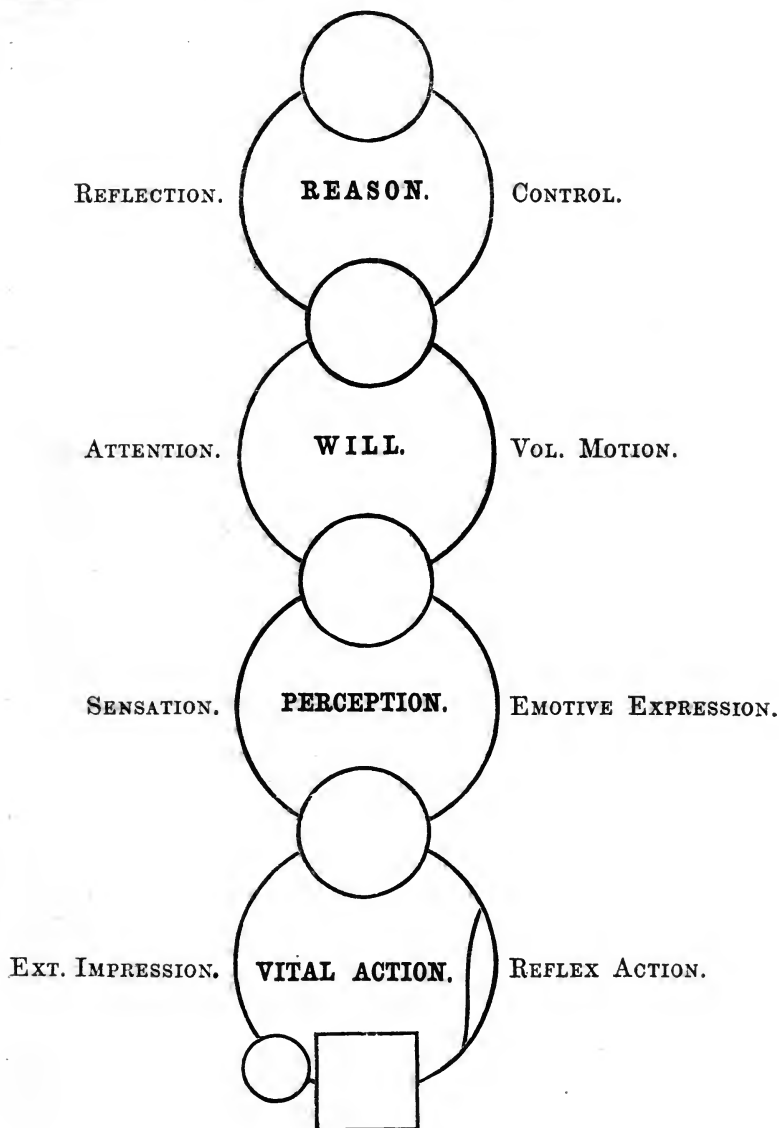 REFLECTION. REASON. CONTROL.
ATTENTION. WILL. VOL. MOTION.
SENSATION. PERCEPTION. EMOTIVE EXPRESSION.
EXT. IMPRESSION. VITAL ACTION. REFLEX ACTION.